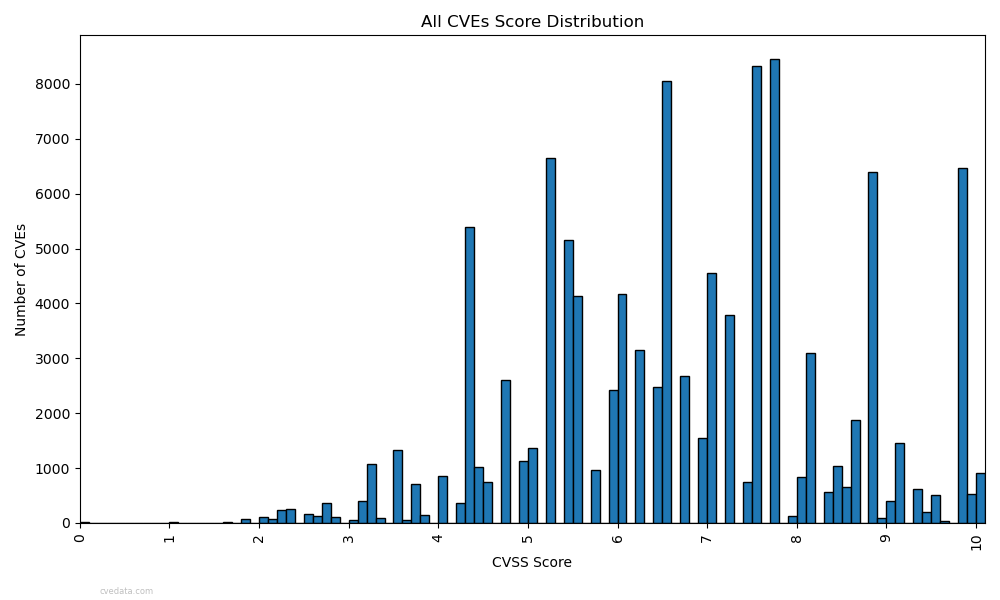 All CVEs Score Distribution
Number of CVEs
8000
7000
6000
5000
4000
3000
2000
1000
0
0 1 2 3 4 5 6 7 8 9 10
CVSS Score
cvedata.com